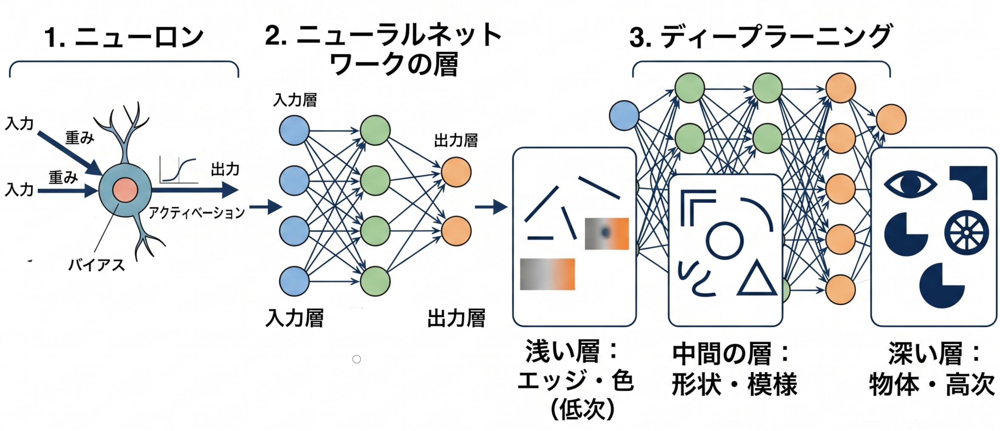 1. ニューロン
入力
重み
重み
入力
出力
アクティベーション
バイアス
2. ニューラルネット
ワークの層
入力層
出力層
入力層
出力層
3. ディープラーニング
浅い層：
エッジ・色
（低次）
中間の層：
形状・模様
深い層：
物体・高次